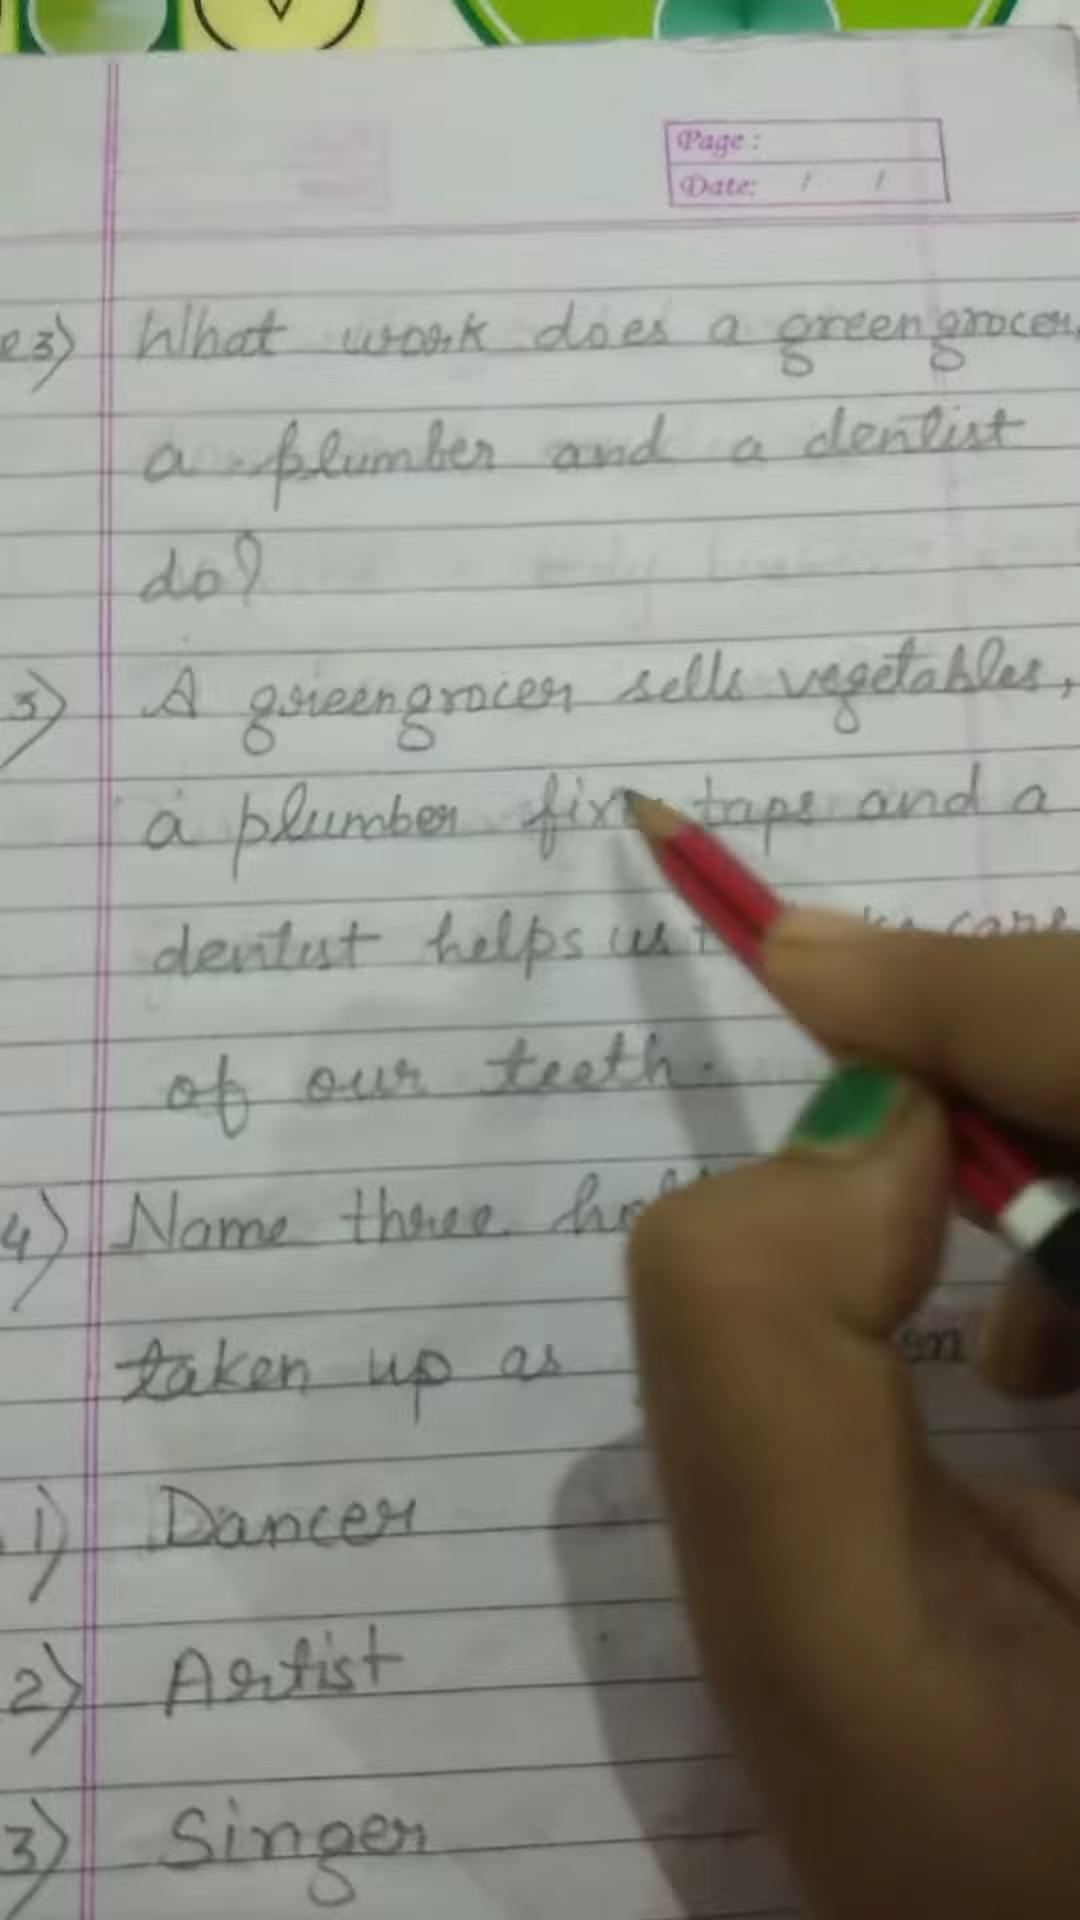 Page :
Date: / /
Q3) What work does a greengrocer,
a plumber and a dentist
do?
3) A greengrocer sells vegetables,
a plumber taps and a
dentist helps us care
of our teeth.
4) Name three
taken up as
1) Dancer
2) Artist
3) Singer